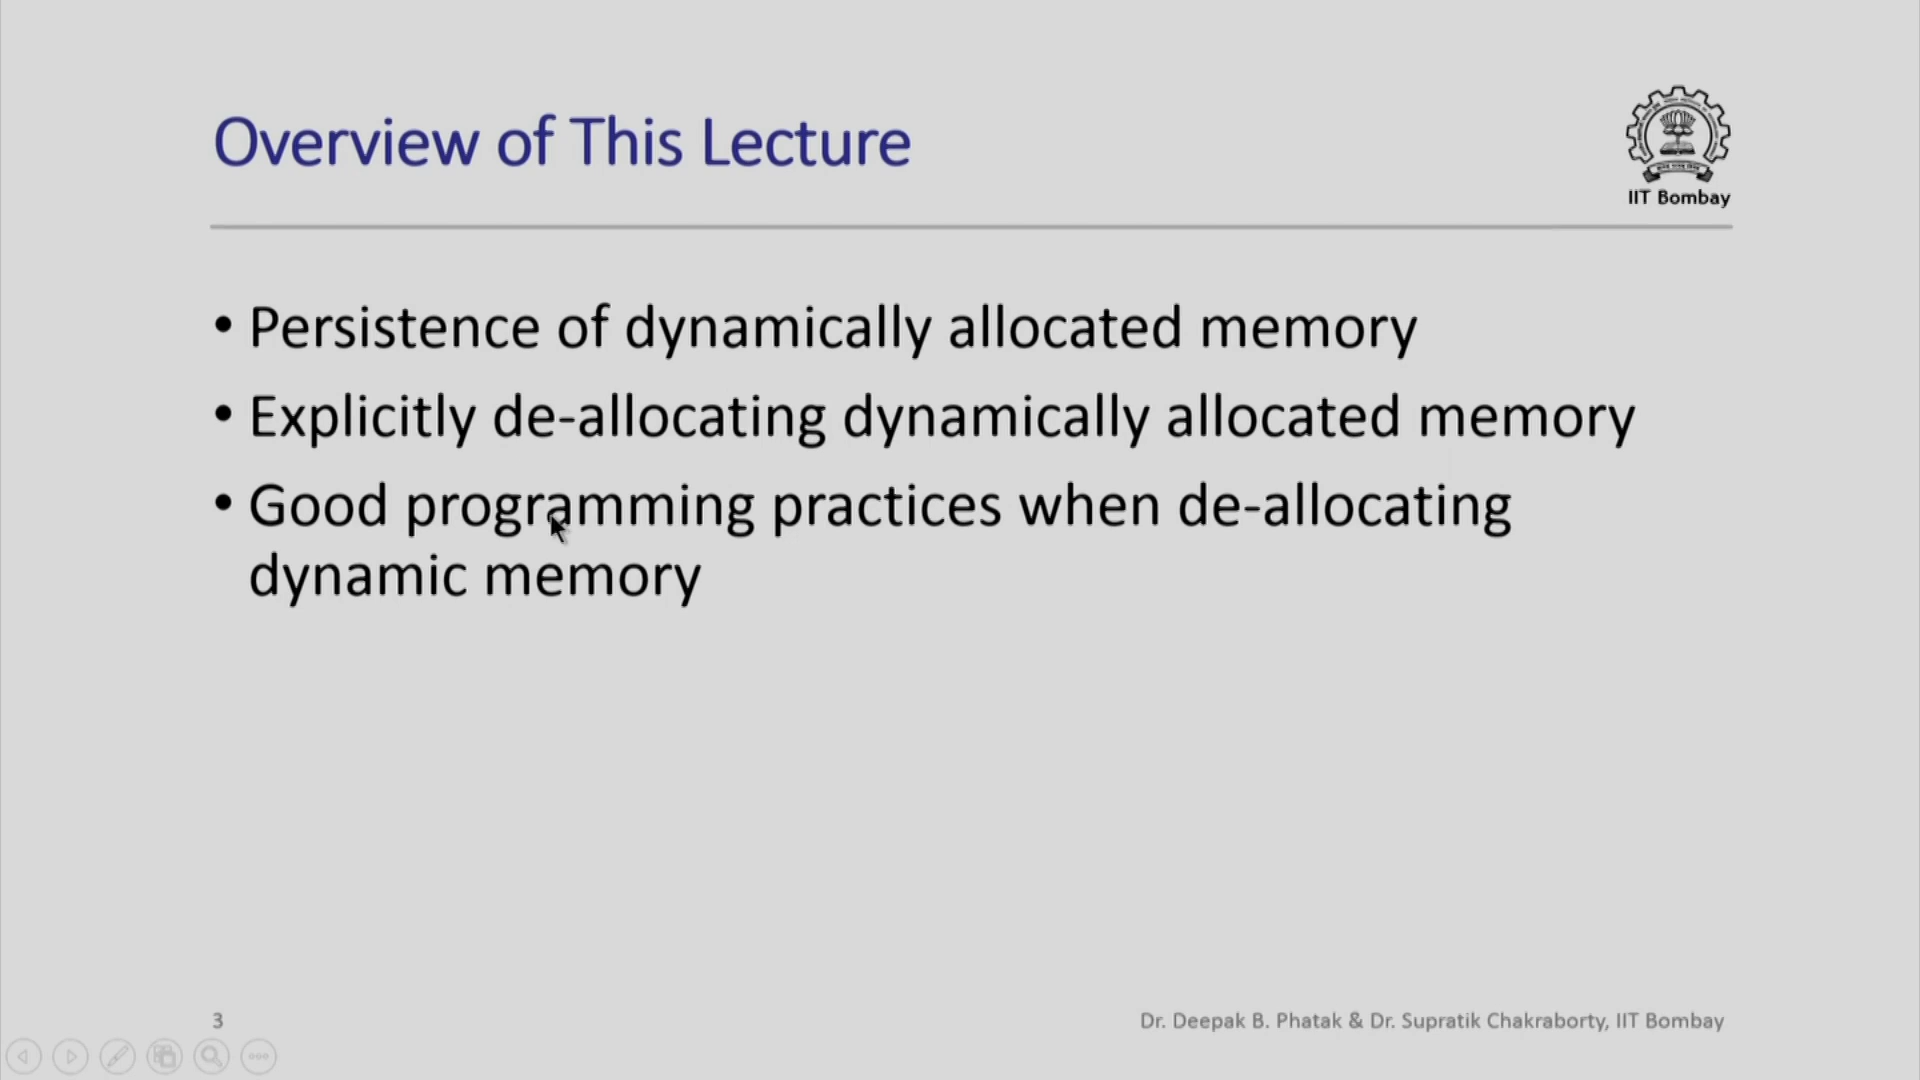 Overview of This Lecture
IIT Bombay
• Persistence of dynamically allocated memory
• Explicitly de-allocating dynamically allocated memory
• Good programming practices when de-allocating
dynamic memory
3
Dr. Deepak B. Phatak & Dr. Supratik Chakraborty, IIT Bombay